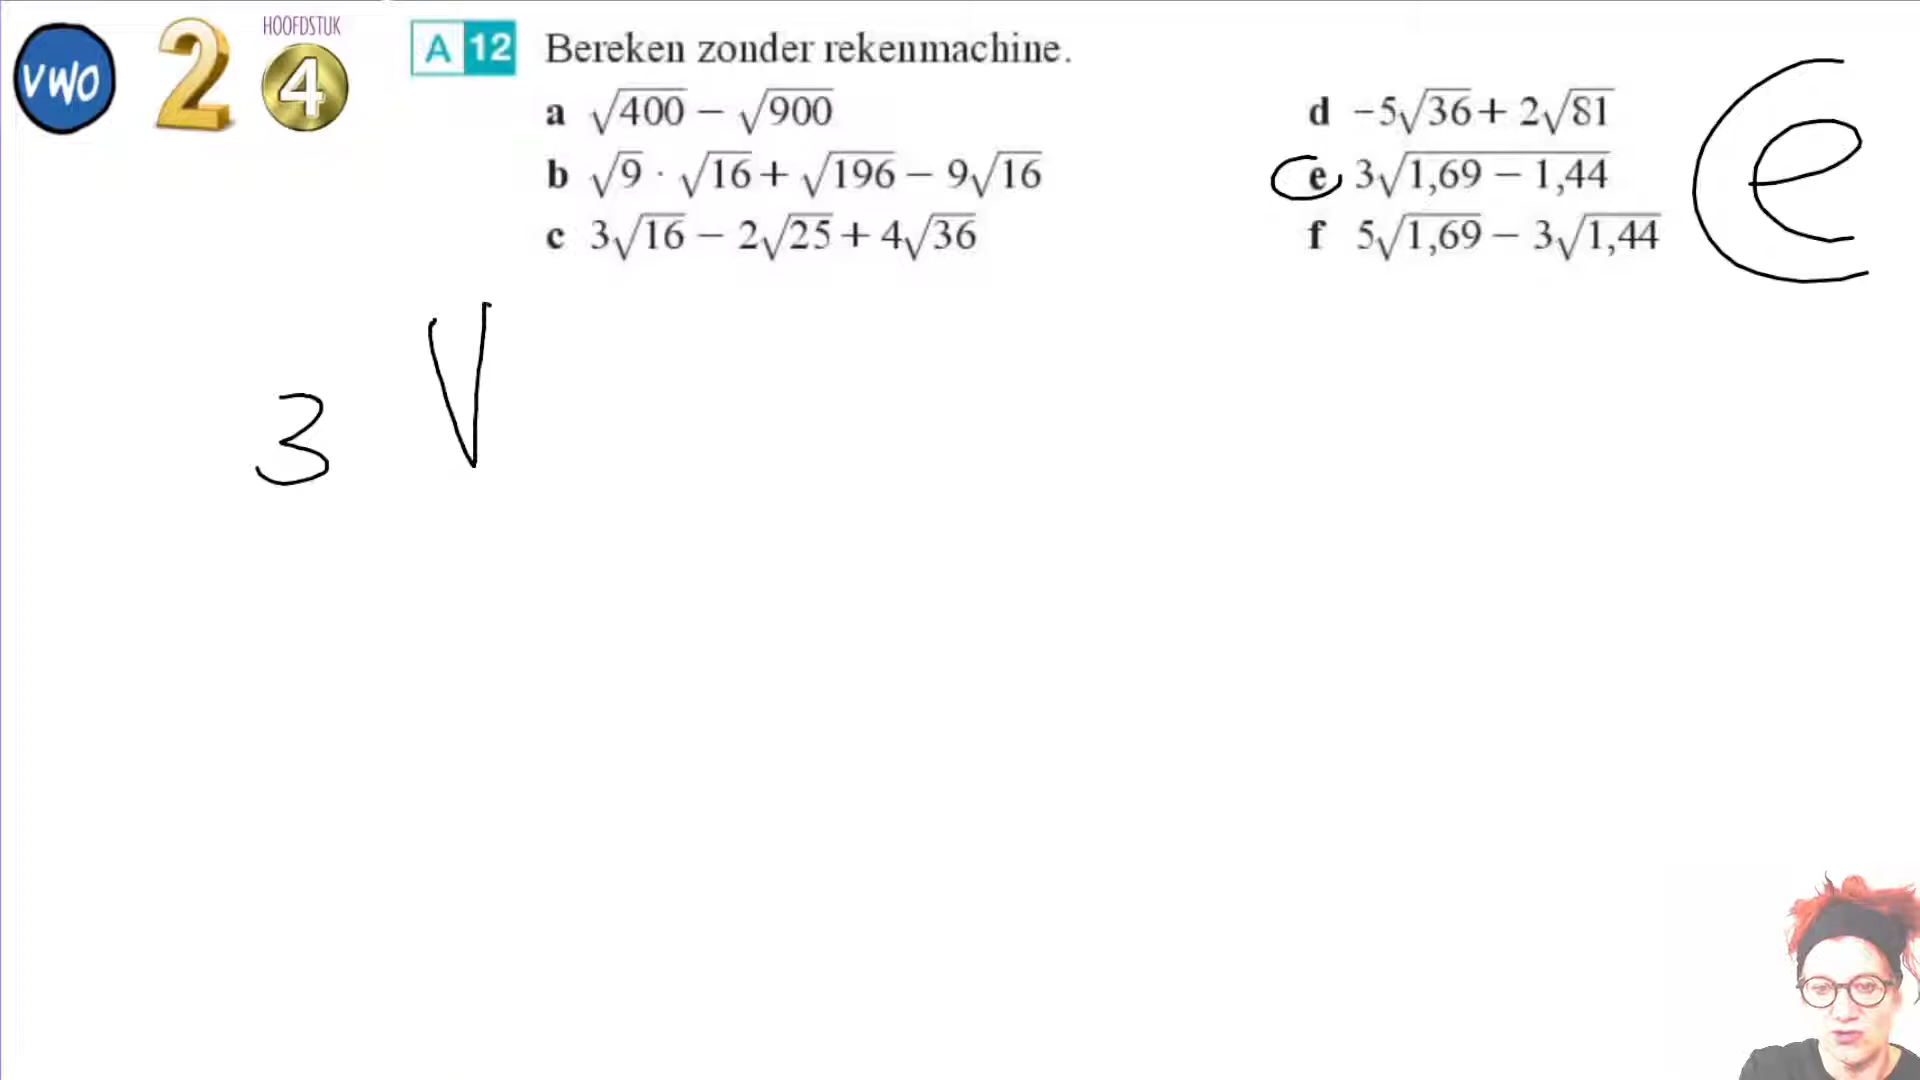 VWO 2 HOOFDSTUK 4
A 12 Bereken zonder rekenmachine.
a √400 − √900
b √9 · √16 + √196 − 9√16
c 3√16 − 2√25 + 4√36
d −5√36 + 2√81
e 3√1,69 − 1,44
f 5√1,69 − 3√1,44
e
3 √